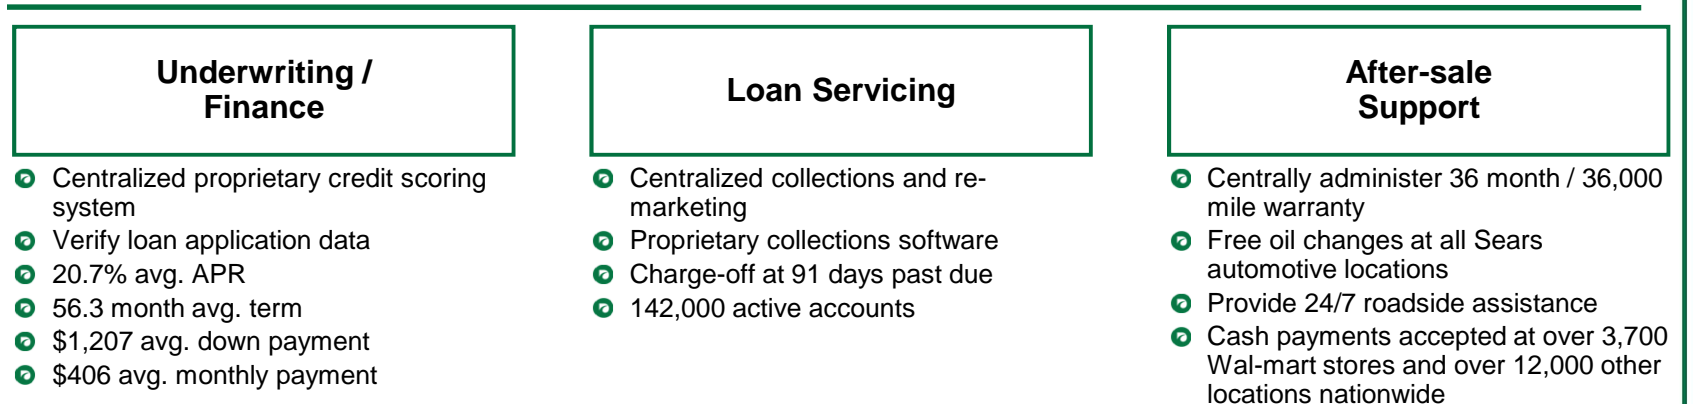 Underwriting /
Finance
Centralized proprietary credit scoring
system
Verify loan application data
20.7% avg. APR
56.3 month avg. term
$1,207 avg. down payment
$406 avg. monthly payment
Loan Servicing
Centralized collections and re-
marketing
Proprietary collections software
Charge-off at 91 days past due
142,000 active accounts
After-sale
Support
Centrally administer 36 month / 36,000
mile warranty
Free oil changes at all Sears
automotive locations
Provide 24/7 roadside assistance
Cash payments accepted at over 3,700
Wal-mart stores and over 12,000 other
locations nationwide